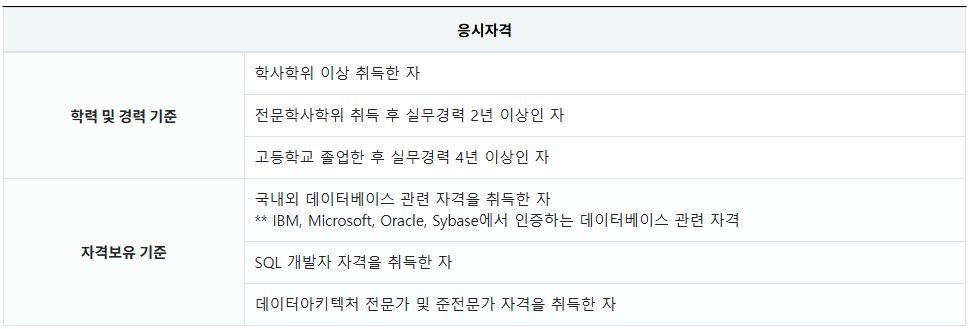 응시자격
학력 및 경력 기준
학사학위 이상 취득한 자
전문학사학위 취득 후 실무경력 2년 이상인 자
고등학교 졸업한 후 실무경력 4년 이상인 자
자격보유 기준
국내외 데이터베이스 관련 자격을 취득한 자
** IBM, Microsoft, Oracle, Sybase에서 인증하는 데이터베이스 관련 자격
SQL 개발자 자격을 취득한 자
데이터아키텍처 전문가 및 준전문가 자격을 취득한 자